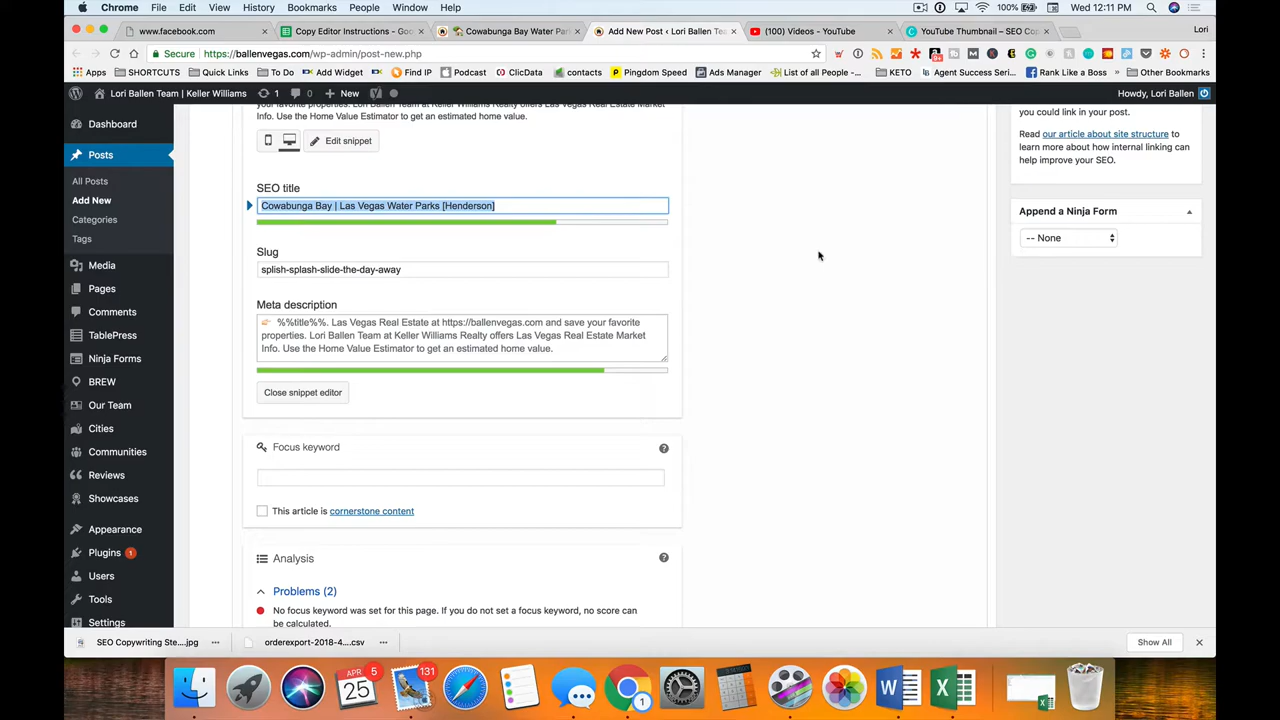 Chrome File Edit View History Bookmarks People Window Help
100% Wed 12:11 PM
www.facebook.com
Copy Editor Instructions - Goo
Cowabunga Bay Water Par
Add New Post ‹ Lori Ballen Tea
(100) Videos - YouTube
YouTube Thumbnail – SEO Co
Lori
Secure https://ballenvegas.com/wp-admin/post-new.php
Apps SHORTCUTS Quick Links To Do Add Widget Find IP Podcast ClicData contacts Pingdom Speed Ads Manager List of all People -... KETO Agent Success Seri... Rank Like a Boss Other Bookmarks
Lori Ballen Team | Keller Williams 1 0 New
Howdy, Lori Ballen
Dashboard
Posts
All Posts
Add New
Categories
Tags
Media
Pages
Comments
TablePress
Ninja Forms
BREW
Our Team
Cities
Communities
Reviews
Showcases
Appearance
Plugins 1
Users
Tools
Settings
your favorite properties. Lori Ballen Team at Keller Williams Realty offers Las Vegas Real Estate Market
Info. Use the Home Value Estimator to get an estimated home value.
Edit snippet
SEO title
Cowabunga Bay | Las Vegas Water Parks [Henderson]
Slug
splish-splash-slide-the-day-away
Meta description
%%title%%. Las Vegas Real Estate at https://ballenvegas.com and save your favorite
properties. Lori Ballen Team at Keller Williams Realty offers Las Vegas Real Estate Market
Info. Use the Home Value Estimator to get an estimated home value.
Close snippet editor
Focus keyword
This article is cornerstone content
Analysis
Problems (2)
No focus keyword was set for this page. If you do not set a focus keyword, no score can
be calculated.
you could link in your post.
Read our article about site structure to
learn more about how internal linking can
help improve your SEO.
Append a Ninja Form
-- None
SEO Copywriting Ste....jpg
orderexport-2018-4....csv
Show All
APR 5
25
131
1